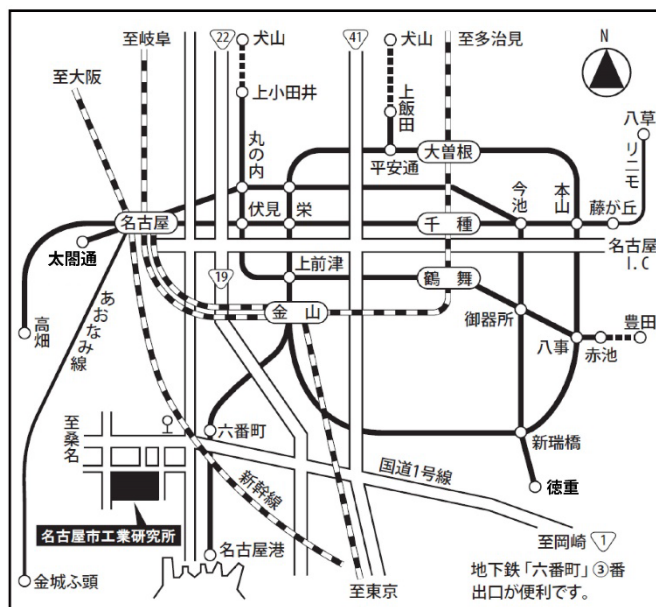 至岐阜
22
犬山
41
犬山
至多治見
N
至大阪
上小田井
上飯田
八草
丸の内
平安通
大曽根
リニモ
名古屋
伏見
栄
千種
今池
本山
藤が丘
太閤通
名古屋
I.C
19
上前津
鶴舞
高畑
あおなみ線
金山
御器所
八事
赤池
豊田
至桑名
六番町
新瑞橋
新幹線
国道1号線
徳重
名古屋市工業研究所
名古屋港
至岡崎
1
金城ふ頭
至東京
地下鉄「六番町」③番
出口が便利です。